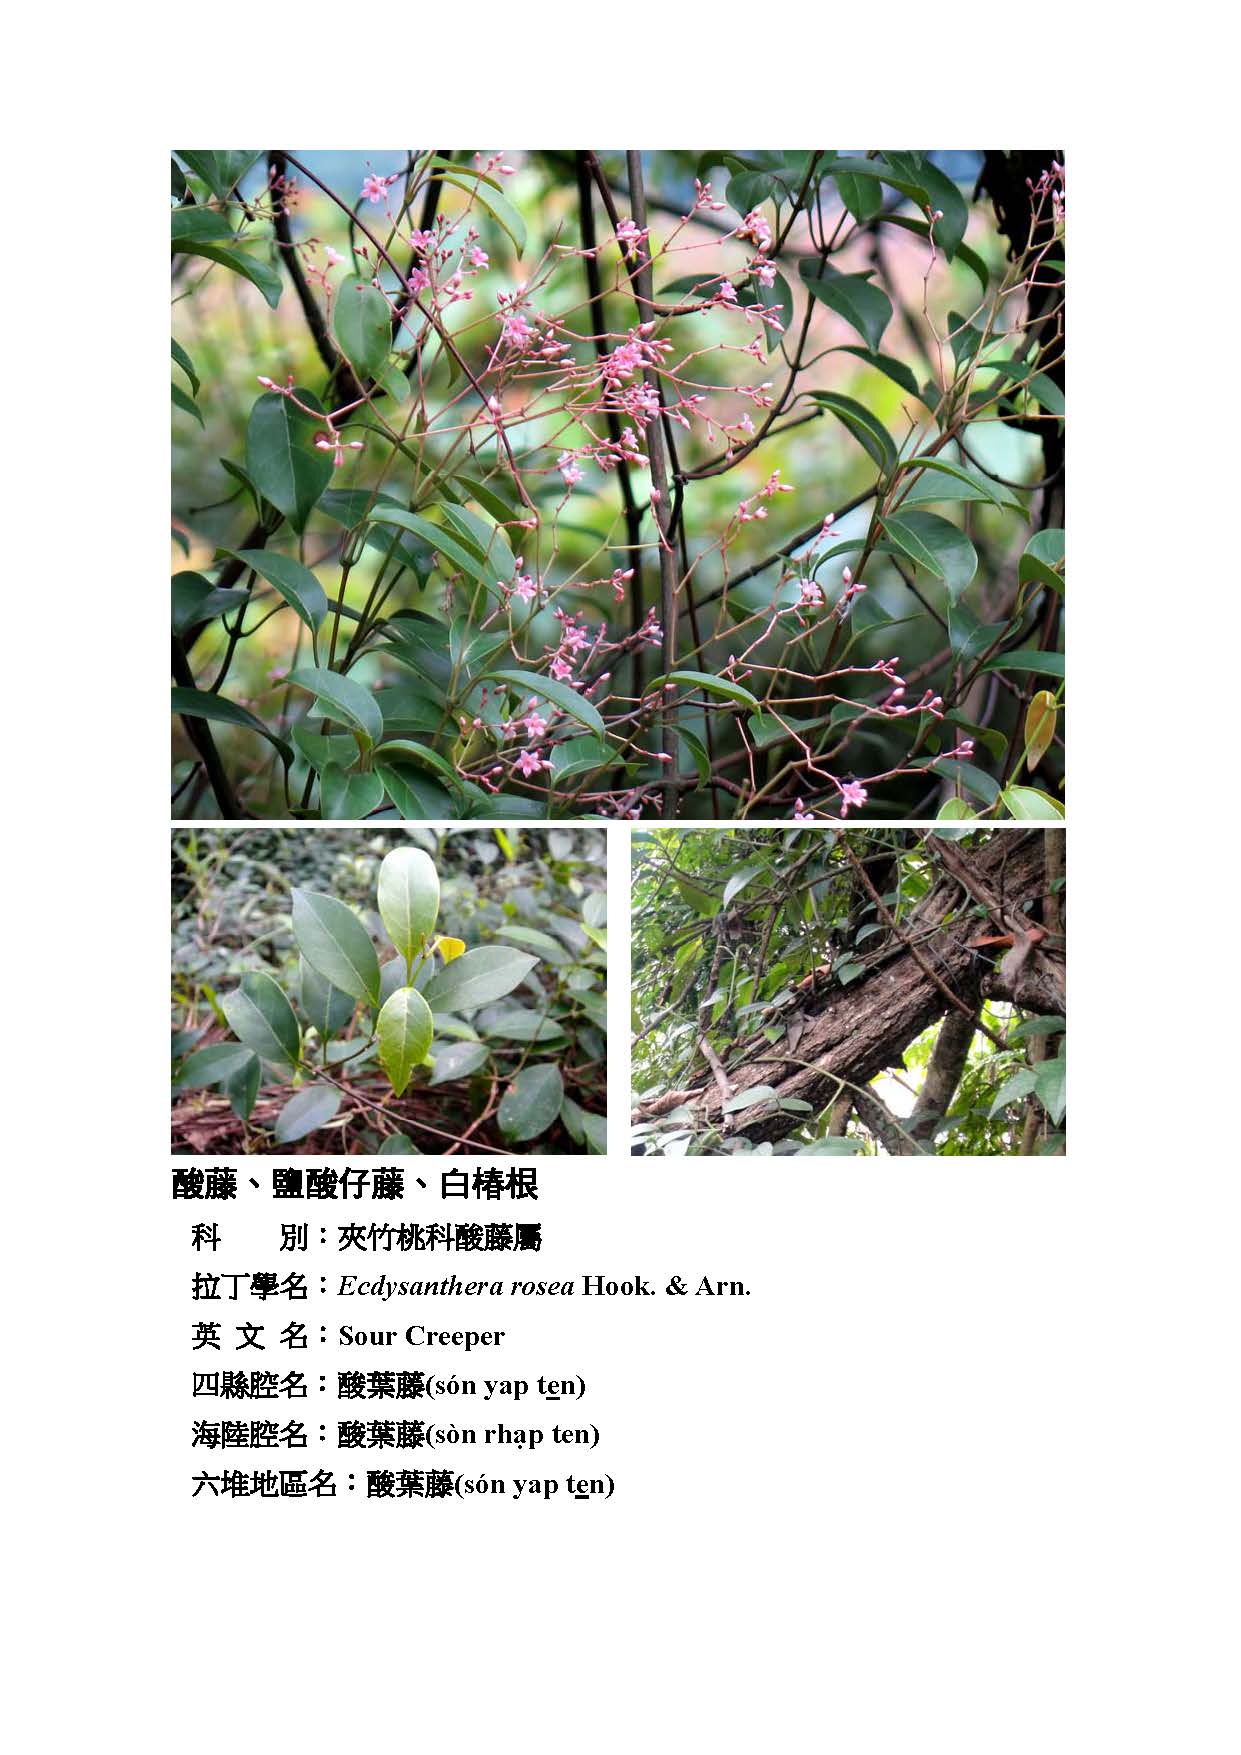 酸藤、鹽酸仔藤、白椿根
科　　別：夾竹桃科酸藤屬
拉丁學名：Ecdysanthera rosea Hook. & Arn.
英 文 名：Sour Creeper
四縣腔名：酸葉藤(són yap ten)
海陸腔名：酸葉藤(sòn rhạp ten)
六堆地區名：酸葉藤(són yap ten)